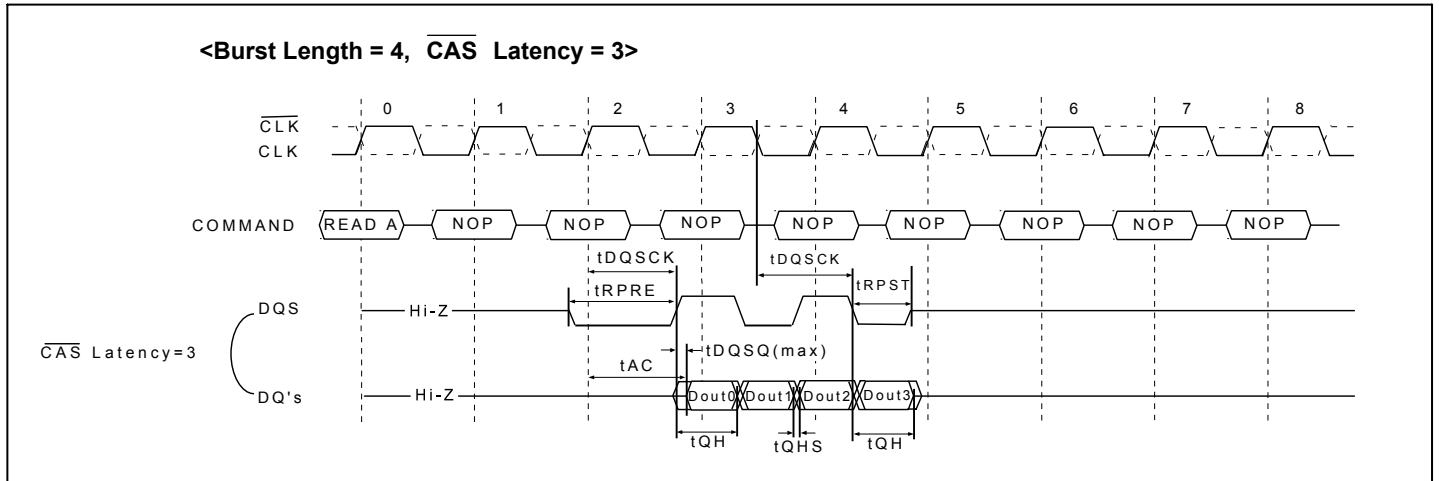 <Burst Length = 4, CAS Latency = 3>
0 1 2 3 4 5 6 7 8
CLK
CLK
COMMAND READ A NOP NOP NOP NOP NOP NOP NOP NOP
tDQSCK tDQSCK
tRPRE tRPST
DQS Hi-Z
CAS Latency=3
tDQSQ(max)
tAC
DQ's Hi-Z Dout0 Dout1 Dout2 Dout3
tQH tQHS tQH